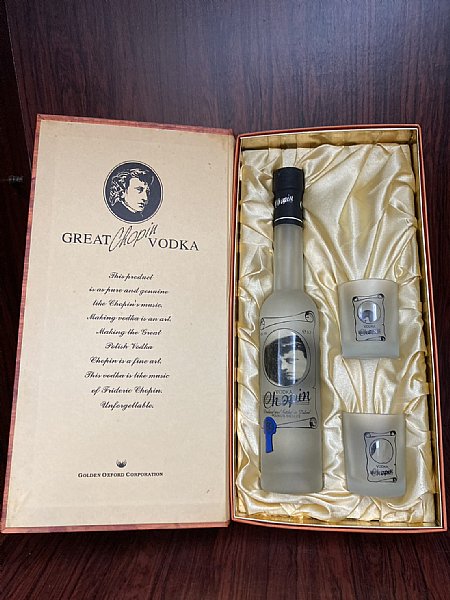 GREAT Chopin VODKA
This product
is as pure and genuine
like Chopin's music.
Making vodka is an art.
Making the Great
Polish Vodka
Chopin is a fine art.
This vodka is like music
of Frideric Chopin.
Unforgettable.
GOLDEN OXFORD CORPORATION
VODKA
Chopin
VODKA
VODKA